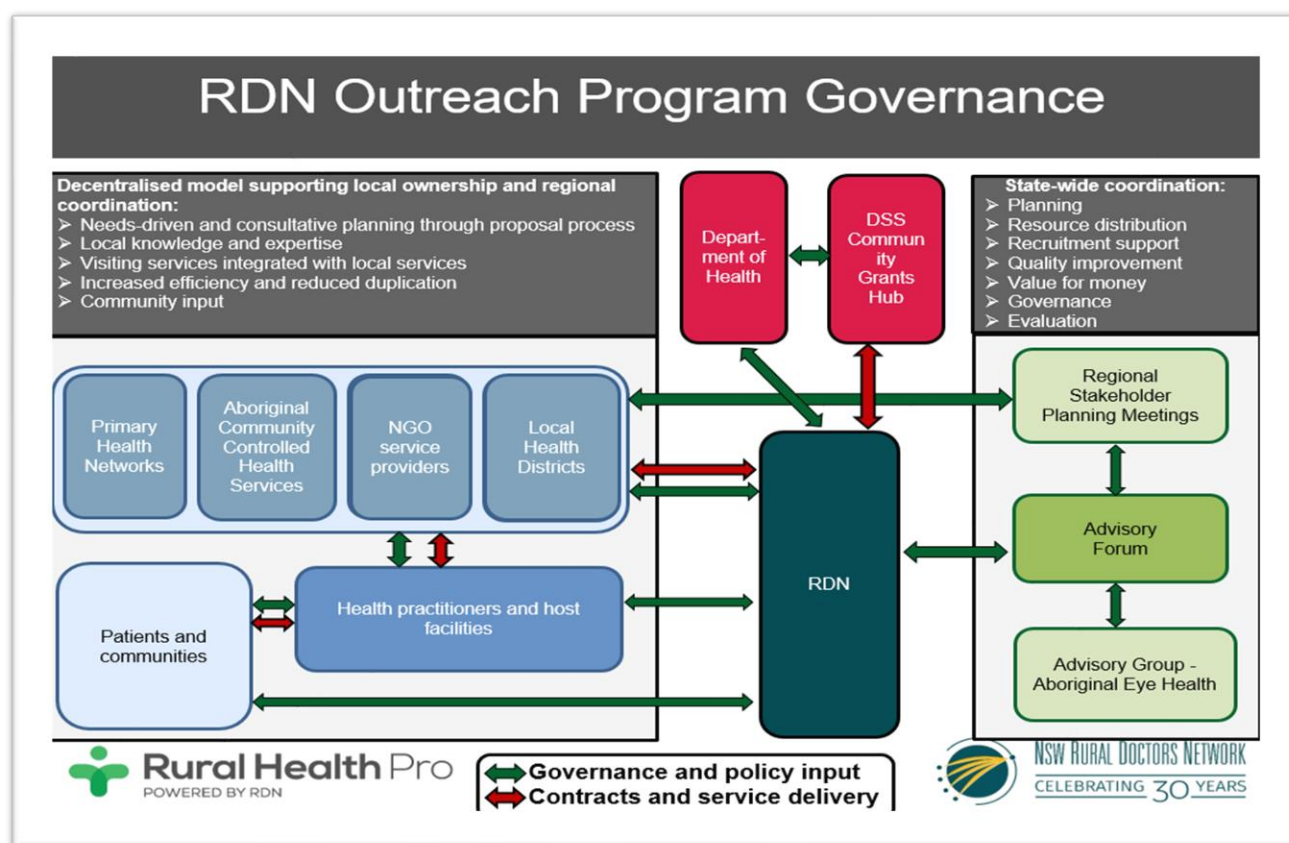 RDN Outreach Program Governance
Decentralised model supporting local ownership and regional
coordination:
➢ Needs-driven and consultative planning through proposal process
➢ Local knowledge and expertise
➢ Visiting services integrated with local services
➢ Increased efficiency and reduced duplication
➢ Community input
Depart-
ment of
Health
DSS
Commun
ity
Grants
Hub
State-wide coordination:
➢ Planning
➢ Resource distribution
➢ Recruitment support
➢ Quality improvement
➢ Value for money
➢ Governance
➢ Evaluation
Primary
Health
Networks
Aboriginal
Community
Controlled
Health
Services
NGO
service
providers
Local
Health
Districts
Regional
Stakeholder
Planning Meetings
Advisory
Forum
RDN
Health practitioners and host
facilities
Patients and
communities
Advisory Group -
Aboriginal Eye Health
Rural Health Pro
POWERED BY RDN
Governance and policy input
Contracts and service delivery
NSW RURAL DOCTORS NETWORK
CELEBRATING 30 YEARS